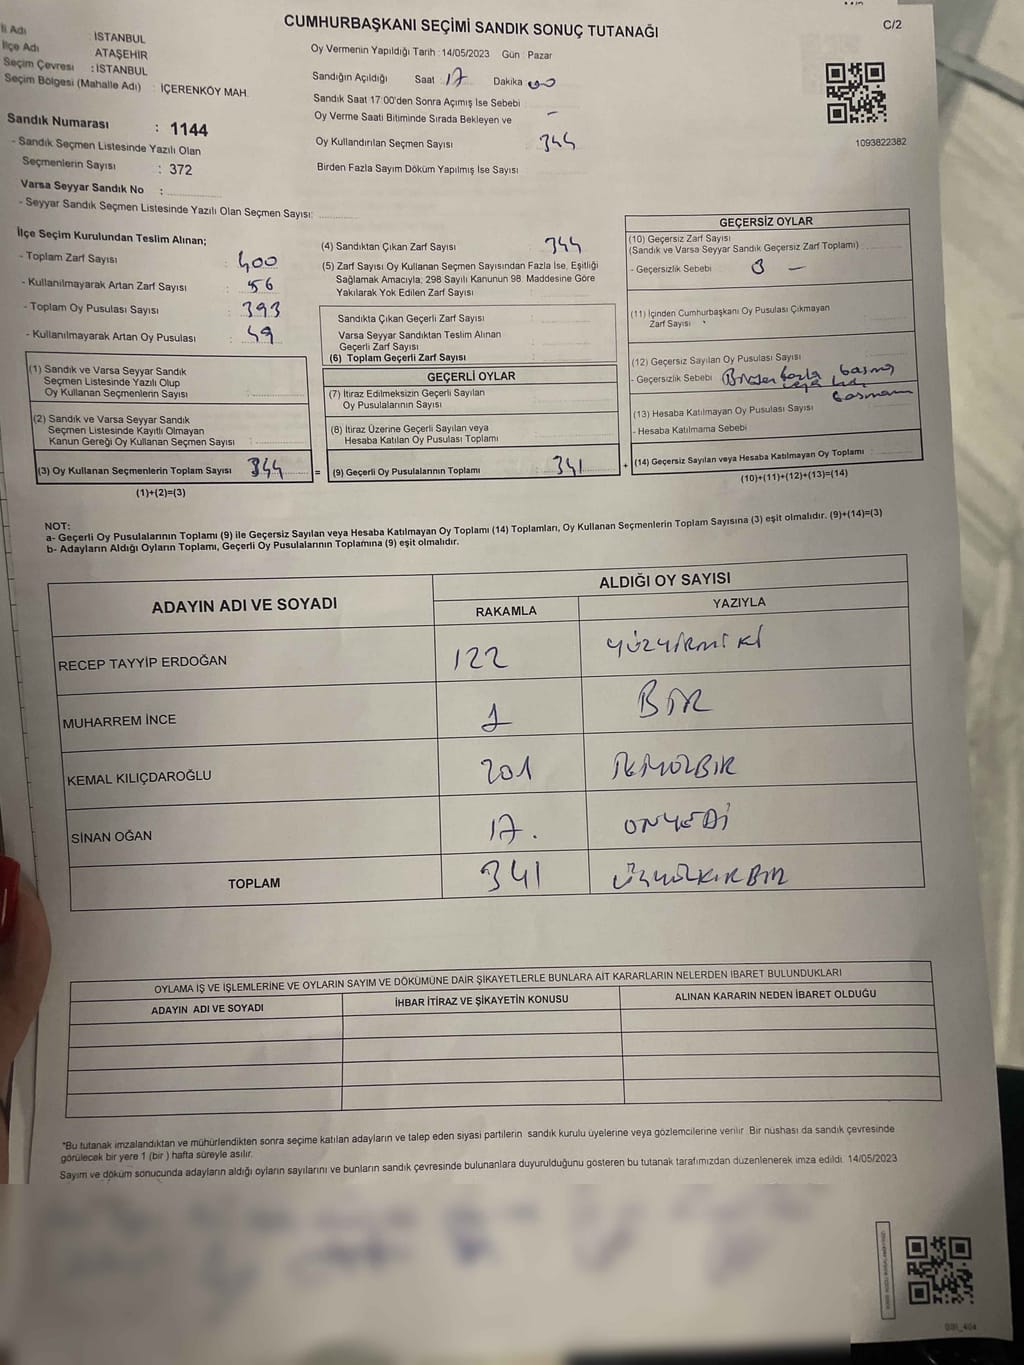 CUMHURBAŞKANI SEÇİMİ SANDIK SONUÇ TUTANAĞI
C/2
İli Adı : İSTANBUL
İlçe Adı : ATAŞEHİR
Seçim Çevresi : İSTANBUL
Seçim Bölgesi (Mahalle Adı) : İÇERENKÖY MAH.
Sandık Numarası : 1144
- Sandık Seçmen Listesinde Yazılı Olan
Seçmenlerin Sayısı : 372
Varsa Seyyar Sandık No :
- Seyyar Sandık Seçmen Listesinde Yazılı Olan Seçmen Sayısı:
Oy Vermenin Yapıldığı Tarih : 14/05/2023 Gün : Pazar
Sandığın Açıldığı Saat : 17 Dakika : 00
Sandık Saat 17:00'den Sonra Açımış İse Sebebi
Oy Verme Saati Bitiminde Sırada Bekleyen ve -
Oy Kullandırılan Seçmen Sayısı : 344
Birden Fazla Sayım Döküm Yapılmış İse Sayısı
1093822382
İlçe Seçim Kurulundan Teslim Alınan;
- Toplam Zarf Sayısı : 400
- Kullanılmayarak Artan Zarf Sayısı : 56
- Toplam Oy Pusulası Sayısı : 393
- Kullanılmayarak Artan Oy Pusulası : 49
(1) Sandık ve Varsa Seyyar Sandık
Seçmen Listesinde Yazılı Olup
Oy Kullanan Seçmenlerin Sayısı :
(2) Sandık ve Varsa Seyyar Sandık
Seçmen Listesinde Kayıtlı Olmayan
Kanun Gereği Oy Kullanan Seçmen Sayısı :
(3) Oy Kullanan Seçmenlerin Toplam Sayısı 344 =
(1)+(2)=(3)
(4) Sandıktan Çıkan Zarf Sayısı : 344
(5) Zarf Sayısı Oy Kullanan Seçmen Sayısından Fazla İse, Eşitliği
Sağlamak Amacıyla, 298 Sayılı Kanunun 98. Maddesine Göre
Yakılarak Yok Edilen Zarf Sayısı :
Sandıkta Çıkan Geçerli Zarf Sayısı :
Varsa Seyyar Sandıktan Teslim Alınan
Geçerli Zarf Sayısı :
(6) Toplam Geçerli Zarf Sayısı :
GEÇERLİ OYLAR
(7) İtiraz Edilmeksizin Geçerli Sayılan
Oy Pusulalarının Sayısı :
(8) İtiraz Üzerine Geçerli Sayılan veya
Hesaba Katılan Oy Pusulası Toplamı :
(9) Geçerli Oy Pusulalarının Toplamı : 341 +
GEÇERSİZ OYLAR
(10) Geçersiz Zarf Sayısı
(Sandık ve Varsa Seyyar Sandık Geçersiz Zarf Toplamı)
- Geçersizlik Sebebi : 3 -
(11) İçinden Cumhurbaşkanı Oy Pusulası Çıkmayan
Zarf Sayısı
(12) Geçersiz Sayılan Oy Pusulası Sayısı
- Geçersizlik Sebebi fazla basma
veya
basmam
(13) Hesaba Katılmayan Oy Pusulası Sayısı
- Hesaba Katılmama Sebebi
(14) Geçersiz Sayılan veya Hesaba Katılmayan Oy Toplamı
(10)+(11)+(12)+(13)=(14)
NOT:
a- Geçerli Oy Pusulalarının Toplamı (9) ile Geçersiz Sayılan veya Hesaba Katılmayan Oy Toplamı (14) Toplamları, Oy Kullanan Seçmenlerin Toplam Sayısına (3) eşit olmalıdır. (9)+(14)=(3)
b- Adayların Aldığı Oyların Toplamı, Geçerli Oy Pusulalarının Toplamına (9) eşit olmalıdır.
ADAYIN ADI VE SOYADI ALDIĞI OY SAYISI
RAKAMLA YAZIYLA
RECEP TAYYİP ERDOĞAN 122 YÜZYİRMİ Kİ
MUHARREM İNCE 1 BİR
KEMAL KILIÇDAROĞLU 201
SİNAN OĞAN 17. ONYEDİ
TOPLAM 341 ÜÇYÜZKIRBİR
OYLAMA İŞ VE İŞLEMLERİNE VE OYLARIN SAYIM VE DÖKÜMÜNE DAİR ŞİKAYETLERLE BUNLARA AİT KARARLARIN NELERDEN İBARET BULUNDUKLARI
ADAYIN ADI VE SOYADI İHBAR İTİRAZ VE ŞİKAYETİN KONUSU ALINAN KARARIN NEDEN İBARET OLDUĞU
*Bu tutanak imzalandıktan ve mühürlendikten sonra seçime katılan adayların ve talep eden siyasi partilerin sandık kurulu üyelerine veya gözlemcilerine verilir. Bir nüshası da sandık çevresinde
görülecek bir yere 1 (bir ) hafta süreyle asılır.
Sayım ve döküm sonucunda adayların aldığı oyların sayılarını ve bunların sandık çevresinde bulunanlara duyurulduğunu gösteren bu tutanak tarafımızdan düzenlenerek imza edildi. 14/05/2023